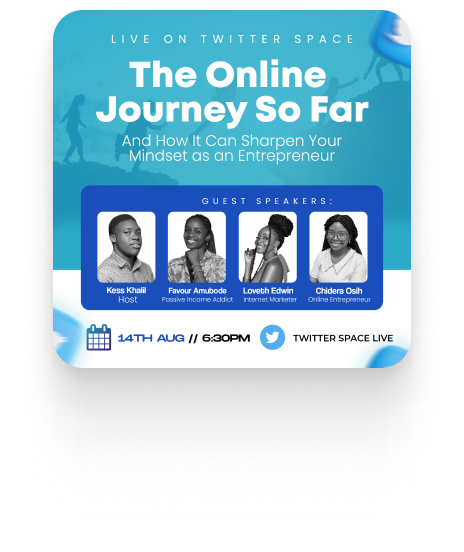 LIVE ON TWITTER SPACE
The Online
Journey So Far
And How It Can Sharpen Your
Mindset as an Entrepreneur
GUEST SPEAKERS:
Kess Khalil
Host
Favour Amubode
Passive Income Addict
Loveth Edwin
Internet Marketer
Chidera Osih
Online Entrepreneur
14TH AUG // 6:30PM
TWITTER SPACE LIVE